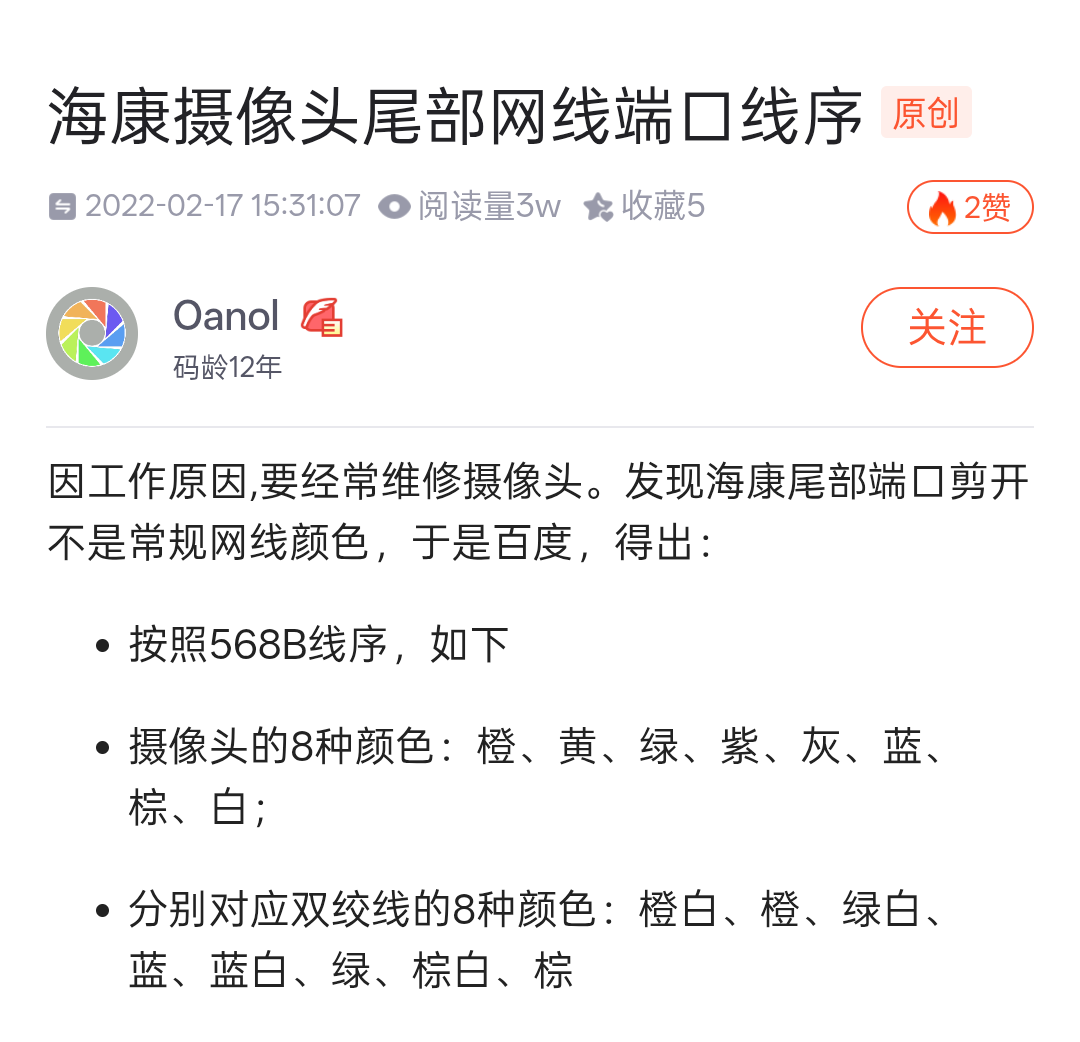 海康摄像头尾部网线端口线序 原创
2022-02-17 15:31:07 阅读量3w 收藏5 2赞
Oanol
关注
码龄12年
因工作原因,要经常维修摄像头。发现海康尾部端口剪开
不是常规网线颜色，于是百度，得出：
• 按照568B线序，如下
• 摄像头的8种颜色：橙、黄、绿、紫、灰、蓝、
棕、白；
• 分别对应双绞线的8种颜色：橙白、橙、绿白、
蓝、蓝白、绿、棕白、棕